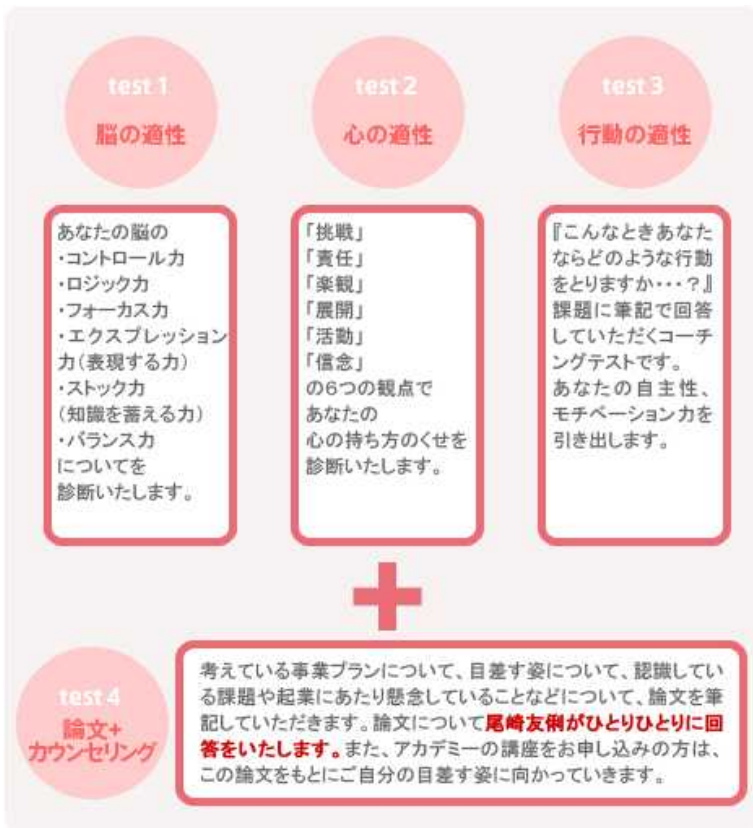 test 1
脳の適性
test 2
心の適性
test 3
行動の適性
あなたの脳の
・コントロール力
・ロジック力
・フォーカス力
・エクスプレッション
力(表現する力)
・ストック力
(知識を蓄える力)
・バランス力
についてを
診断いたします。
「挑戦」
「責任」
「楽観」
「展開」
「活動」
「信念」
の6つの観点で
あなたの
心の持ち方のくせを
診断いたします。
『こんなときあなた
ならどのような行動
をとりますか・・・？』
課題に筆記で回答
していただくコーチ
ングテストです。
あなたの自主性、
モチベーション力を
引き出します。
+
test 4
論文+
カウンセリング
考えている事業プランについて、目差す姿について、認識してい
る課題や起業にあたり懸念していることなどについて、論文を筆
記していただきます。論文について尾崎友俐がひとりひとりに回
答をいたします。また、アカデミーの講座をお申し込みの方は、
この論文をもとにご自分の目差す姿に向かっていきます。